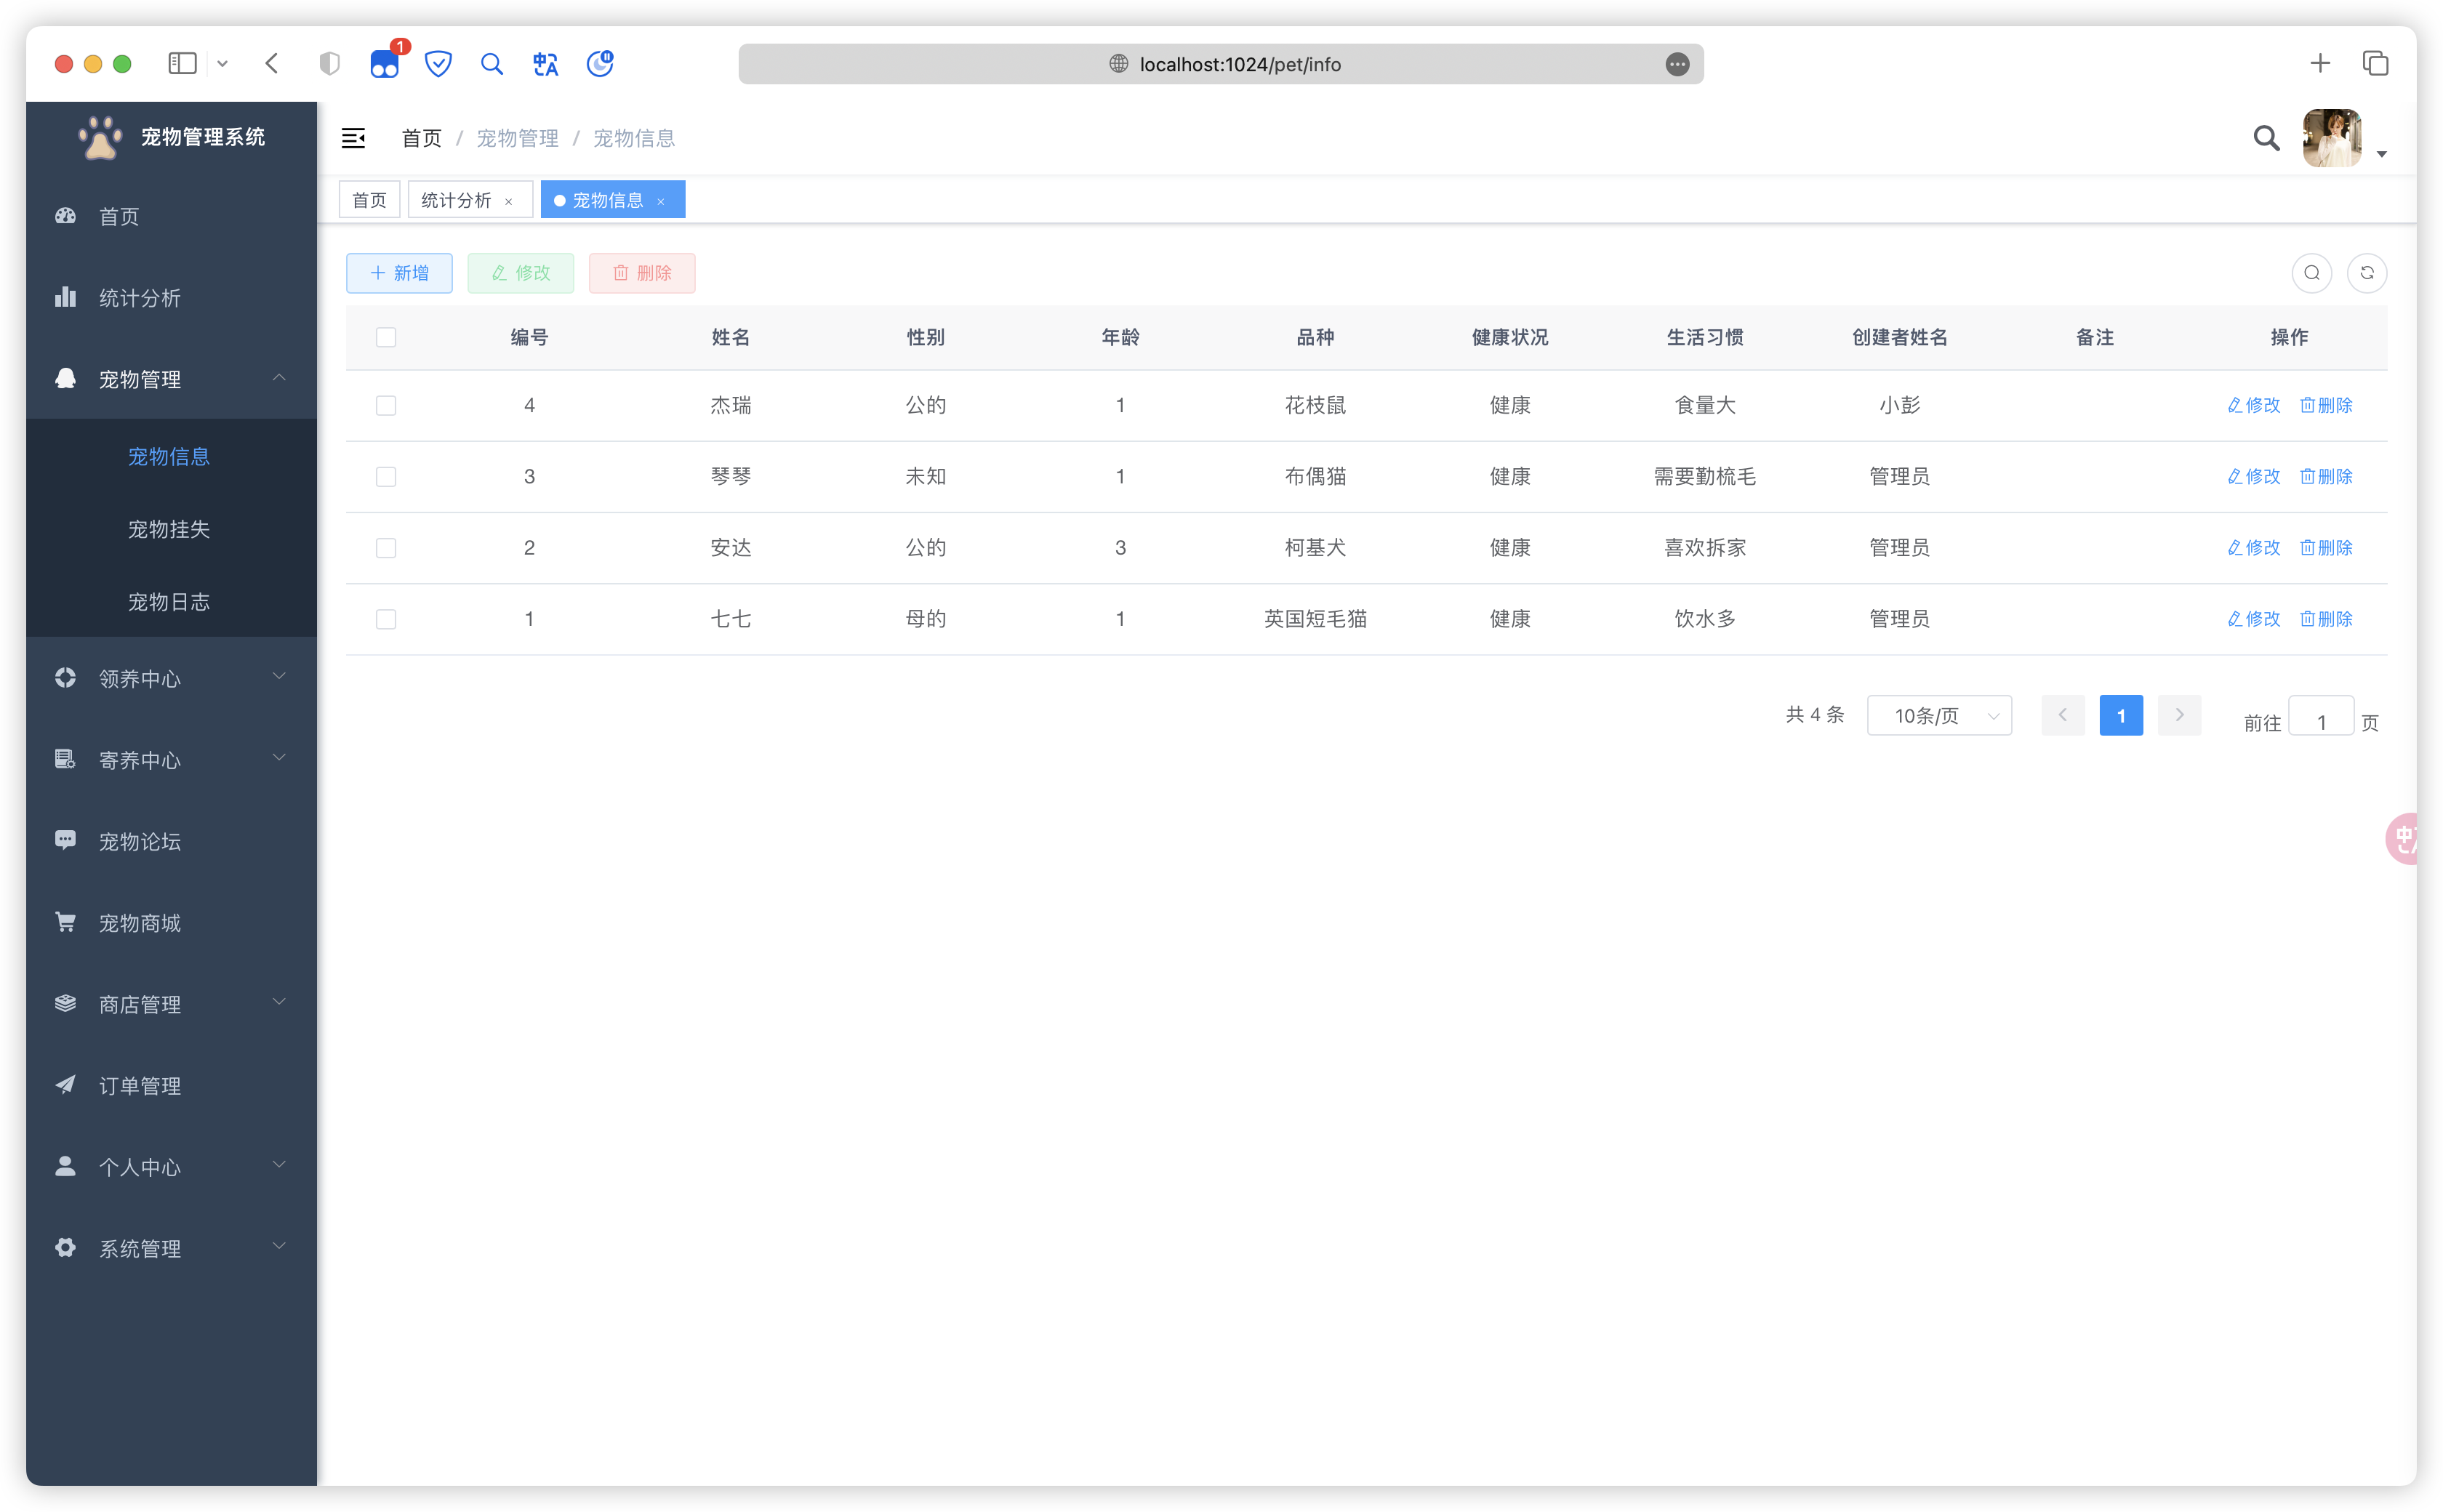 1
localhost:1024/pet/info
宠物管理系统
首页 / 宠物管理 / 宠物信息
首页
统计分析 ×
宠物信息 ×
首页
统计分析
宠物管理
宠物信息
宠物挂失
宠物日志
领养中心
寄养中心
宠物论坛
宠物商城
商店管理
订单管理
个人中心
系统管理
新增 修改 删除
编号 姓名 性别 年龄 品种 健康状况 生活习惯 创建者姓名 备注 操作
4 杰瑞 公的 1 花枝鼠 健康 食量大 小彭 修改 删除
3 琴琴 未知 1 布偶猫 健康 需要勤梳毛 管理员 修改 删除
2 安达 公的 3 柯基犬 健康 喜欢拆家 管理员 修改 删除
1 七七 母的 1 英国短毛猫 健康 饮水多 管理员 修改 删除
共 4 条 10条/页 1 前往 1 页